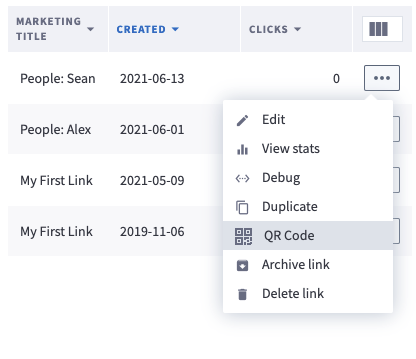 MARKETING
TITLE
CREATED
CLICKS
People: Sean 2021-06-13 0
People: Alex 2021-06-01
My First Link 2021-05-09
My First Link 2019-11-06
Edit
View stats
Debug
Duplicate
QR Code
Archive link
Delete link